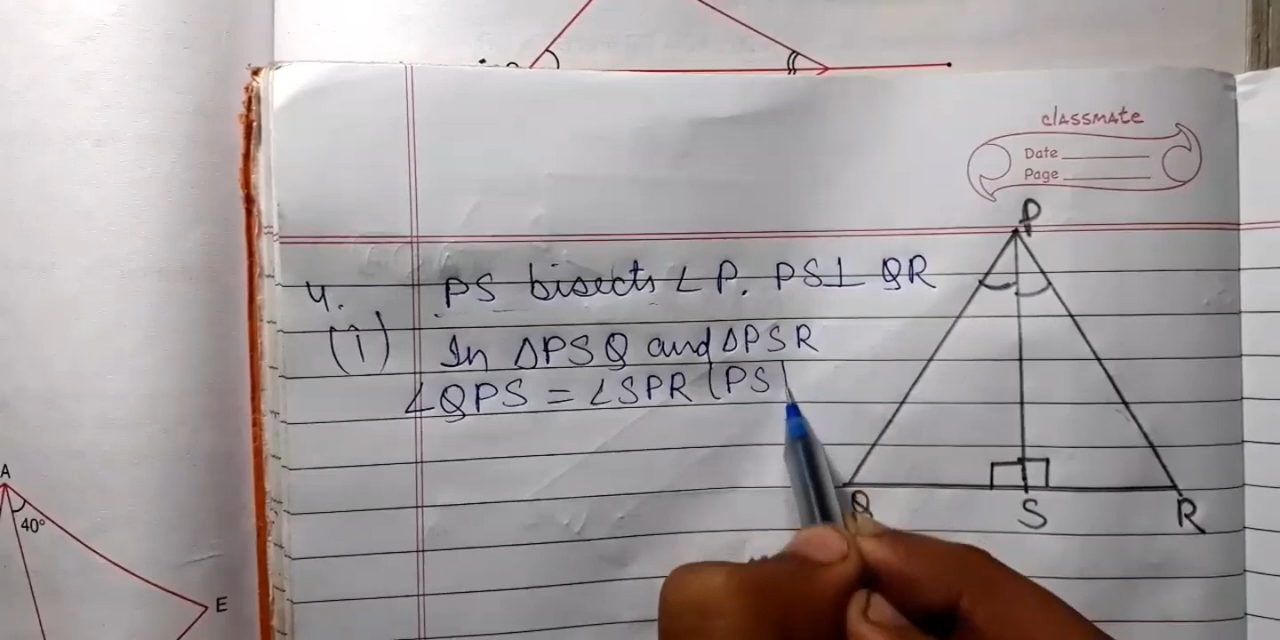 classmate
Date
Page
P
4. PS bisects ∠P. PS⊥ QR
(i) In ΔPSQ and ΔPSR
∠QPS = ∠SPR (PS
Q S R
A
40°
E